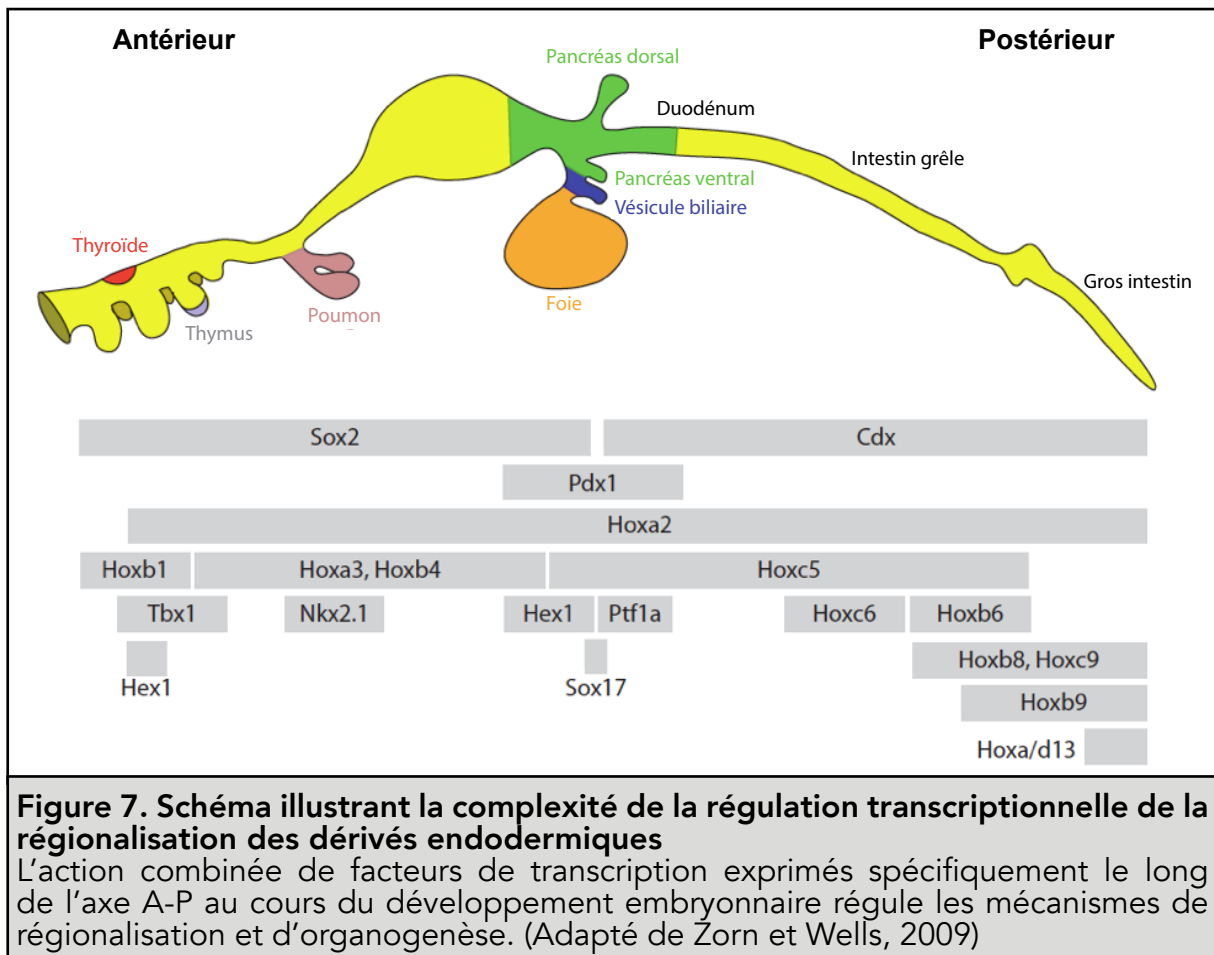 Antérieur
Postérieur
Pancréas dorsal
Duodénum
Intestin grêle
Pancréas ventral
Vésicule biliaire
Thyroïde
Gros intestin
Foie
Poumon
Thymus
Sox2
Cdx
Pdx1
Hoxa2
Hoxb1
Hoxa3, Hoxb4
Hoxc5
Tbx1
Nkx2.1
Hex1
Ptf1a
Hoxc6
Hoxb6
Hoxb8, Hoxc9
Hex1
Sox17
Hoxb9
Hoxa/d13
Figure 7. Schéma illustrant la complexité de la régulation transcriptionnelle de la
régionalisation des dérivés endodermiques
L’action combinée de facteurs de transcription exprimés spécifiquement le long
de l’axe A-P au cours du développement embryonnaire régule les mécanismes de
régionalisation et d’organogenèse. (Adapté de Zorn et Wells, 2009)